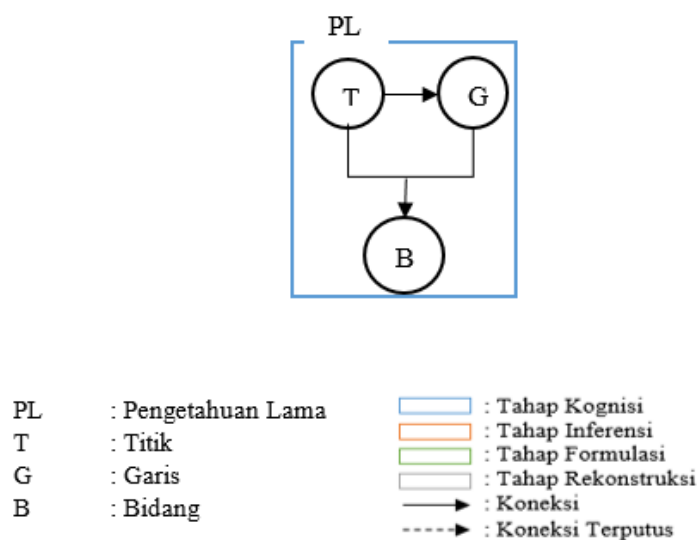 PL
T
G
B
PL : Pengetahuan Lama
T : Titik
G : Garis
B : Bidang
: Tahap Kognisi
: Tahap Inferensi
: Tahap Formulasi
: Tahap Rekonstruksi
: Koneksi
: Koneksi Terputus